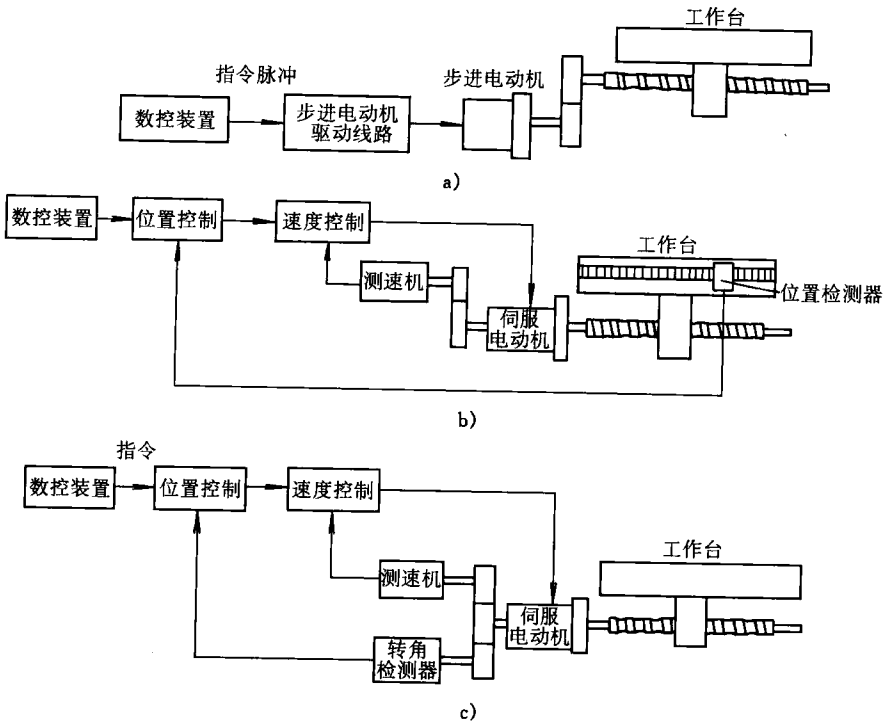 工作台
指令脉冲
步进电动机
数控装置
步进电动机
驱动线路
a)
数控装置
位置控制
速度控制
工作台
测速机
位置检测器
伺服
电动机
b)
指令
数控装置
位置控制
速度控制
工作台
测速机
伺服
电动机
转角
检测器
c)